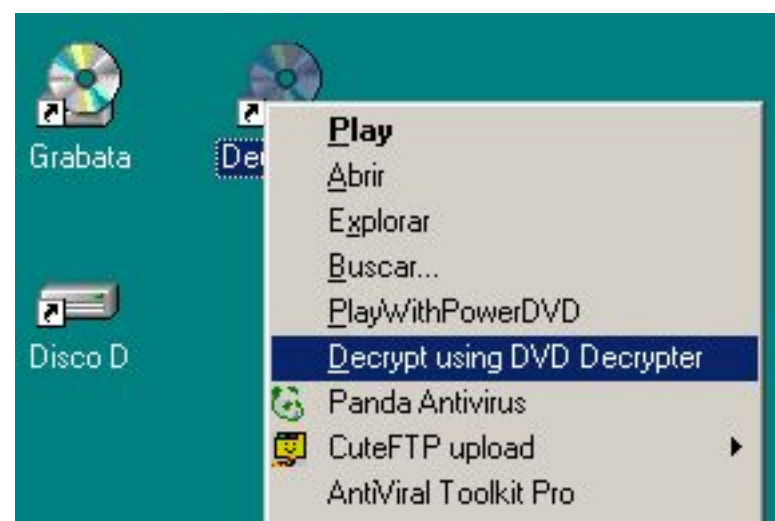 Grabata
Play
Abrir
Explorar
Buscar...
PlayWithPowerDVD
Decrypt using DVD Decrypter
Panda Antivirus
CuteFTP upload
AntiViral Toolkit Pro
Disco D